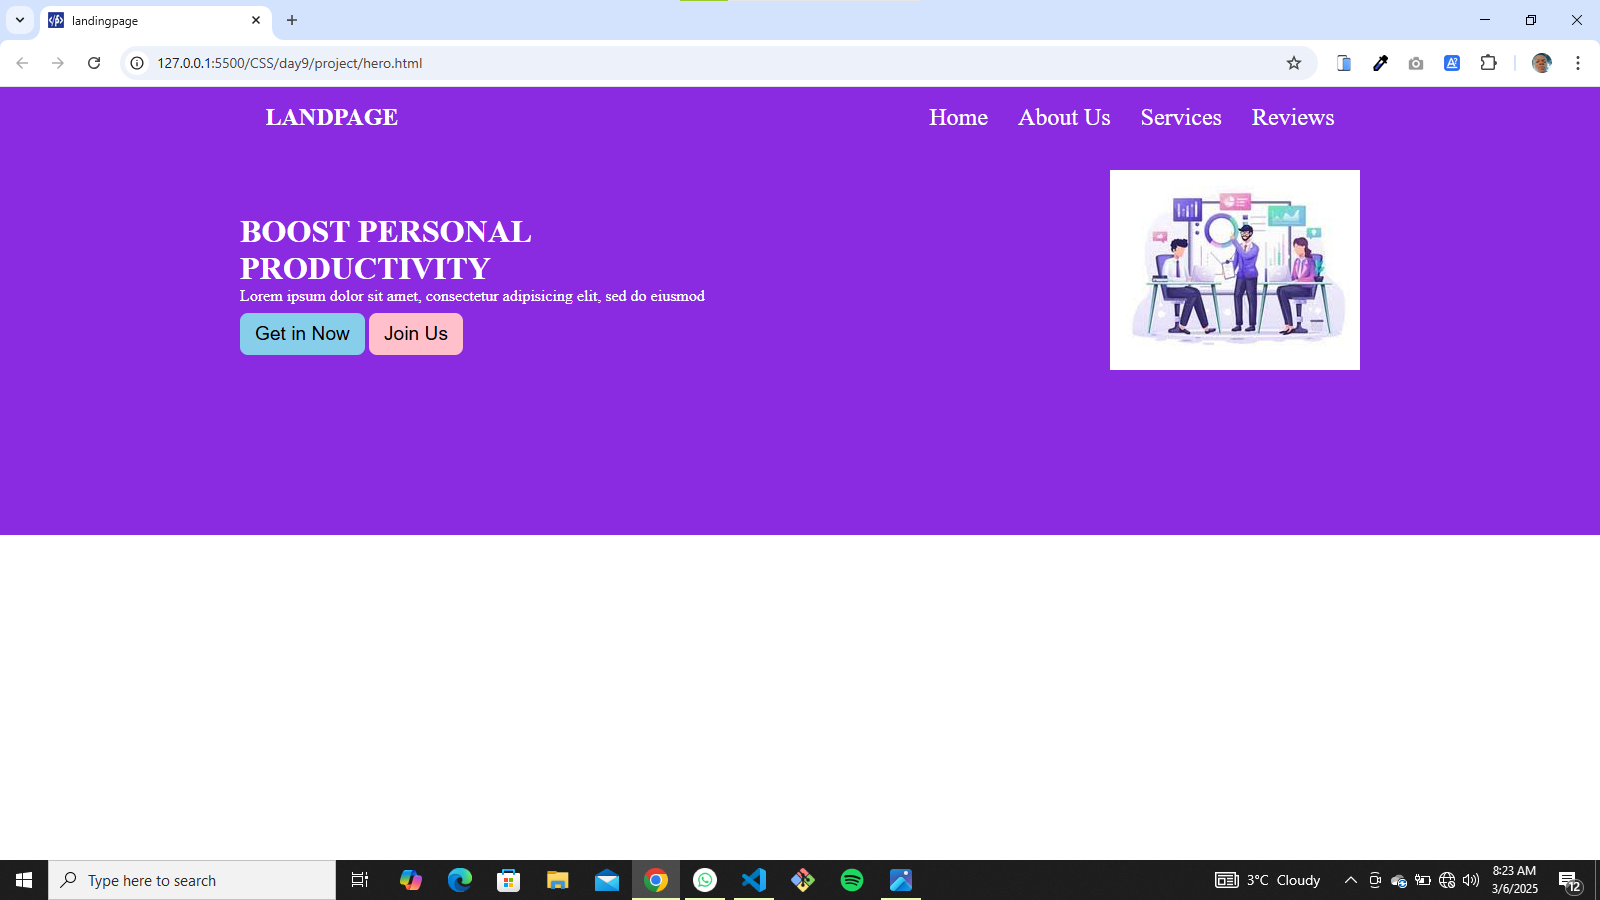 landingpage
127.0.0.1:5500/CSS/day9/project/hero.html
LANDPAGE
Home
About Us
Services
Reviews
BOOST PERSONAL
PRODUCTIVITY
Lorem ipsum dolor sit amet, consectetur adipisicing elit, sed do eiusmod
Get in Now
Join Us
Type here to search
3°C Cloudy
8:23 AM
3/6/2025
12